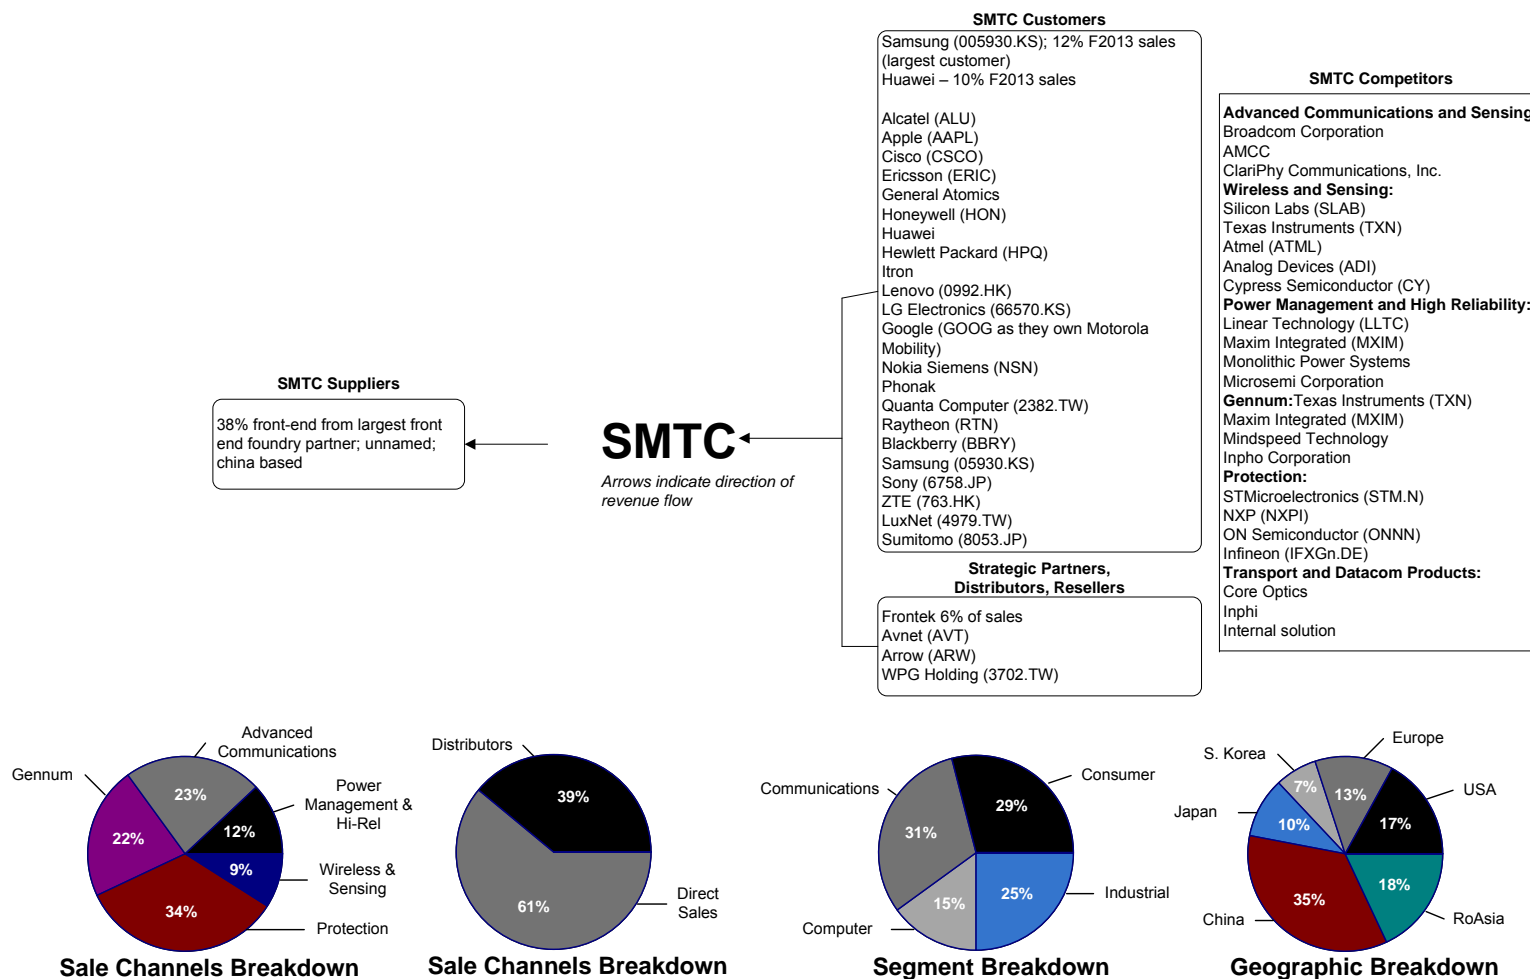 SMTC Customers
Samsung (005930.KS); 12% F2013 sales
(largest customer)
Huawei – 10% F2013 sales
Alcatel (ALU)
Apple (AAPL)
Cisco (CSCO)
Ericsson (ERIC)
General Atomics
Honeywell (HON)
Huawei
Hewlett Packard (HPQ)
Itron
Lenovo (0992.HK)
LG Electronics (66570.KS)
Google (GOOG as they own Motorola
Mobility)
Nokia Siemens (NSN)
Phonak
Quanta Computer (2382.TW)
Raytheon (RTN)
Blackberry (BBRY)
Samsung (05930.KS)
Sony (6758.JP)
ZTE (763.HK)
LuxNet (4979.TW)
Sumitomo (8053.JP)
SMTC Competitors
Advanced Communications and Sensing
Broadcom Corporation
AMCC
ClariPhy Communications, Inc.
Wireless and Sensing:
Silicon Labs (SLAB)
Texas Instruments (TXN)
Atmel (ATML)
Analog Devices (ADI)
Cypress Semiconductor (CY)
Power Management and High Reliability:
Linear Technology (LLTC)
Maxim Integrated (MXIM)
Monolithic Power Systems
Microsemi Corporation
Gennum:Texas Instruments (TXN)
Maxim Integrated (MXIM)
Mindspeed Technology
Inpho Corporation
Protection:
STMicroelectronics (STM.N)
NXP (NXPI)
ON Semiconductor (ONNN)
Infineon (IFXGn.DE)
Transport and Datacom Products:
Core Optics
Inphi
Internal solution
SMTC Suppliers
38% front-end from largest front
end foundry partner; unnamed;
china based
SMTC
Arrows indicate direction of
revenue flow
Strategic Partners,
Distributors, Resellers
Frontek 6% of sales
Avnet (AVT)
Arrow (ARW)
WPG Holding (3702.TW)
Advanced
Communications
Gennum
Power
Management &
Hi-Rel
Wireless &
Sensing
Protection
23%
22%
12%
9%
34%
Sale Channels Breakdown
Distributors
39%
61%
Direct
Sales
Sale Channels Breakdown
Communications
Consumer
31%
29%
15%
25%
Computer
Industrial
Segment Breakdown
Europe
S. Korea
USA
Japan
7%
13%
17%
10%
35%
18%
China
RoAsia
Geographic Breakdown